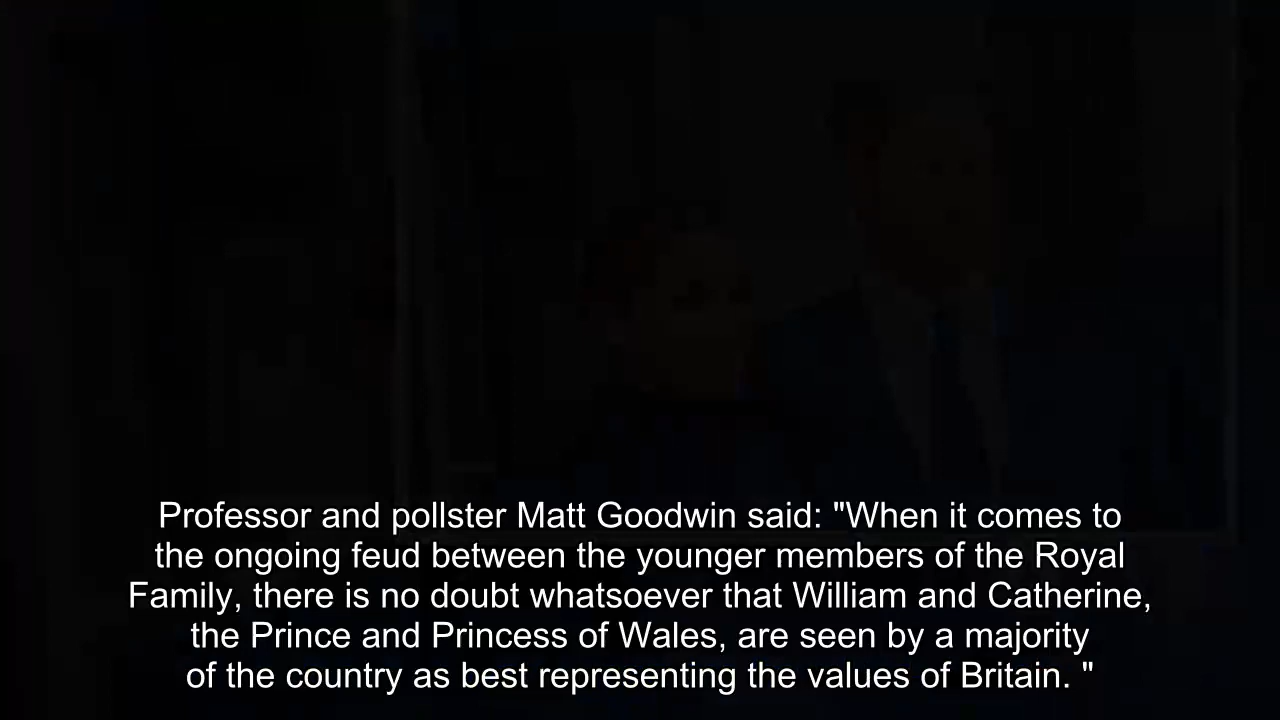 Professor and pollster Matt Goodwin said: "When it comes to
the ongoing feud between the younger members of the Royal
Family, there is no doubt whatsoever that William and Catherine,
the Prince and Princess of Wales, are seen by a majority
of the country as best representing the values of Britain. "